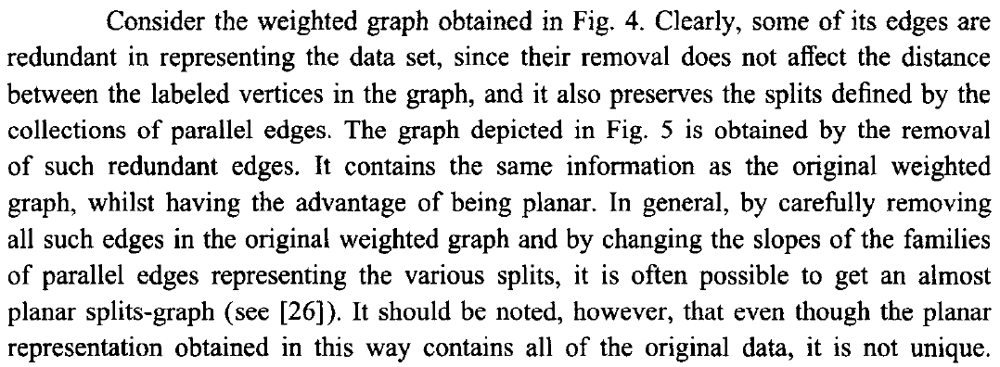 Consider the weighted graph obtained in Fig. 4. Clearly, some of its edges are
redundant in representing the data set, since their removal does not affect the distance
between the labeled vertices in the graph, and it also preserves the splits defined by the
collections of parallel edges. The graph depicted in Fig. 5 is obtained by the removal
of such redundant edges. It contains the same information as the original weighted
graph, whilst having the advantage of being planar. In general, by carefully removing
all such edges in the original weighted graph and by changing the slopes of the families
of parallel edges representing the various splits, it is often possible to get an almost
planar splits-graph (see [26]). It should be noted, however, that even though the planar
representation obtained in this way contains all of the original data, it is not unique.